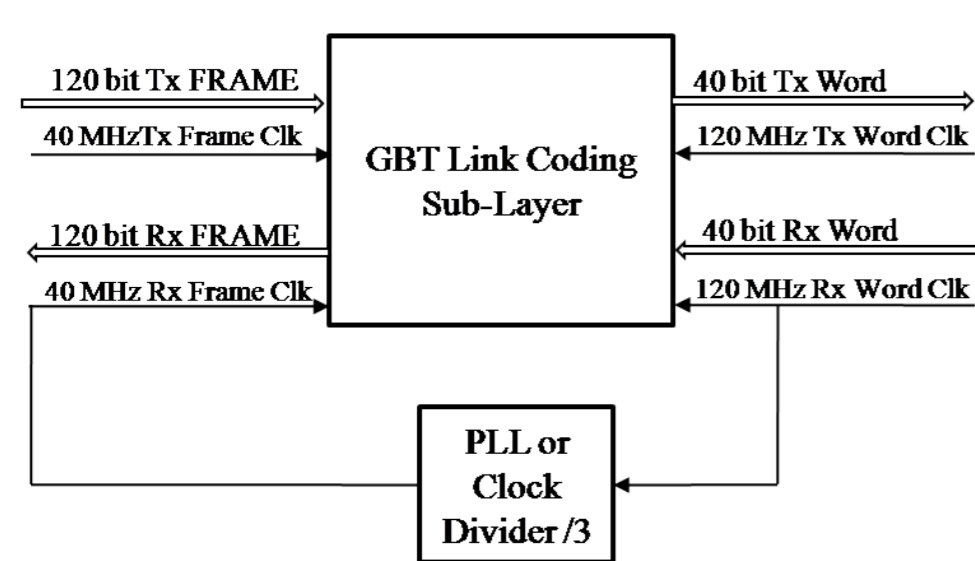 120 bit Tx FRAME
40 MHzTx Frame Clk
120 bit Rx FRAME
40 MHz Rx Frame Clk
GBT Link Coding
Sub-Layer
40 bit Tx Word
120 MHz Tx Word Clk
40 bit Rx Word
120 MHz Rx Word Clk
PLL or
Clock
Divider /3